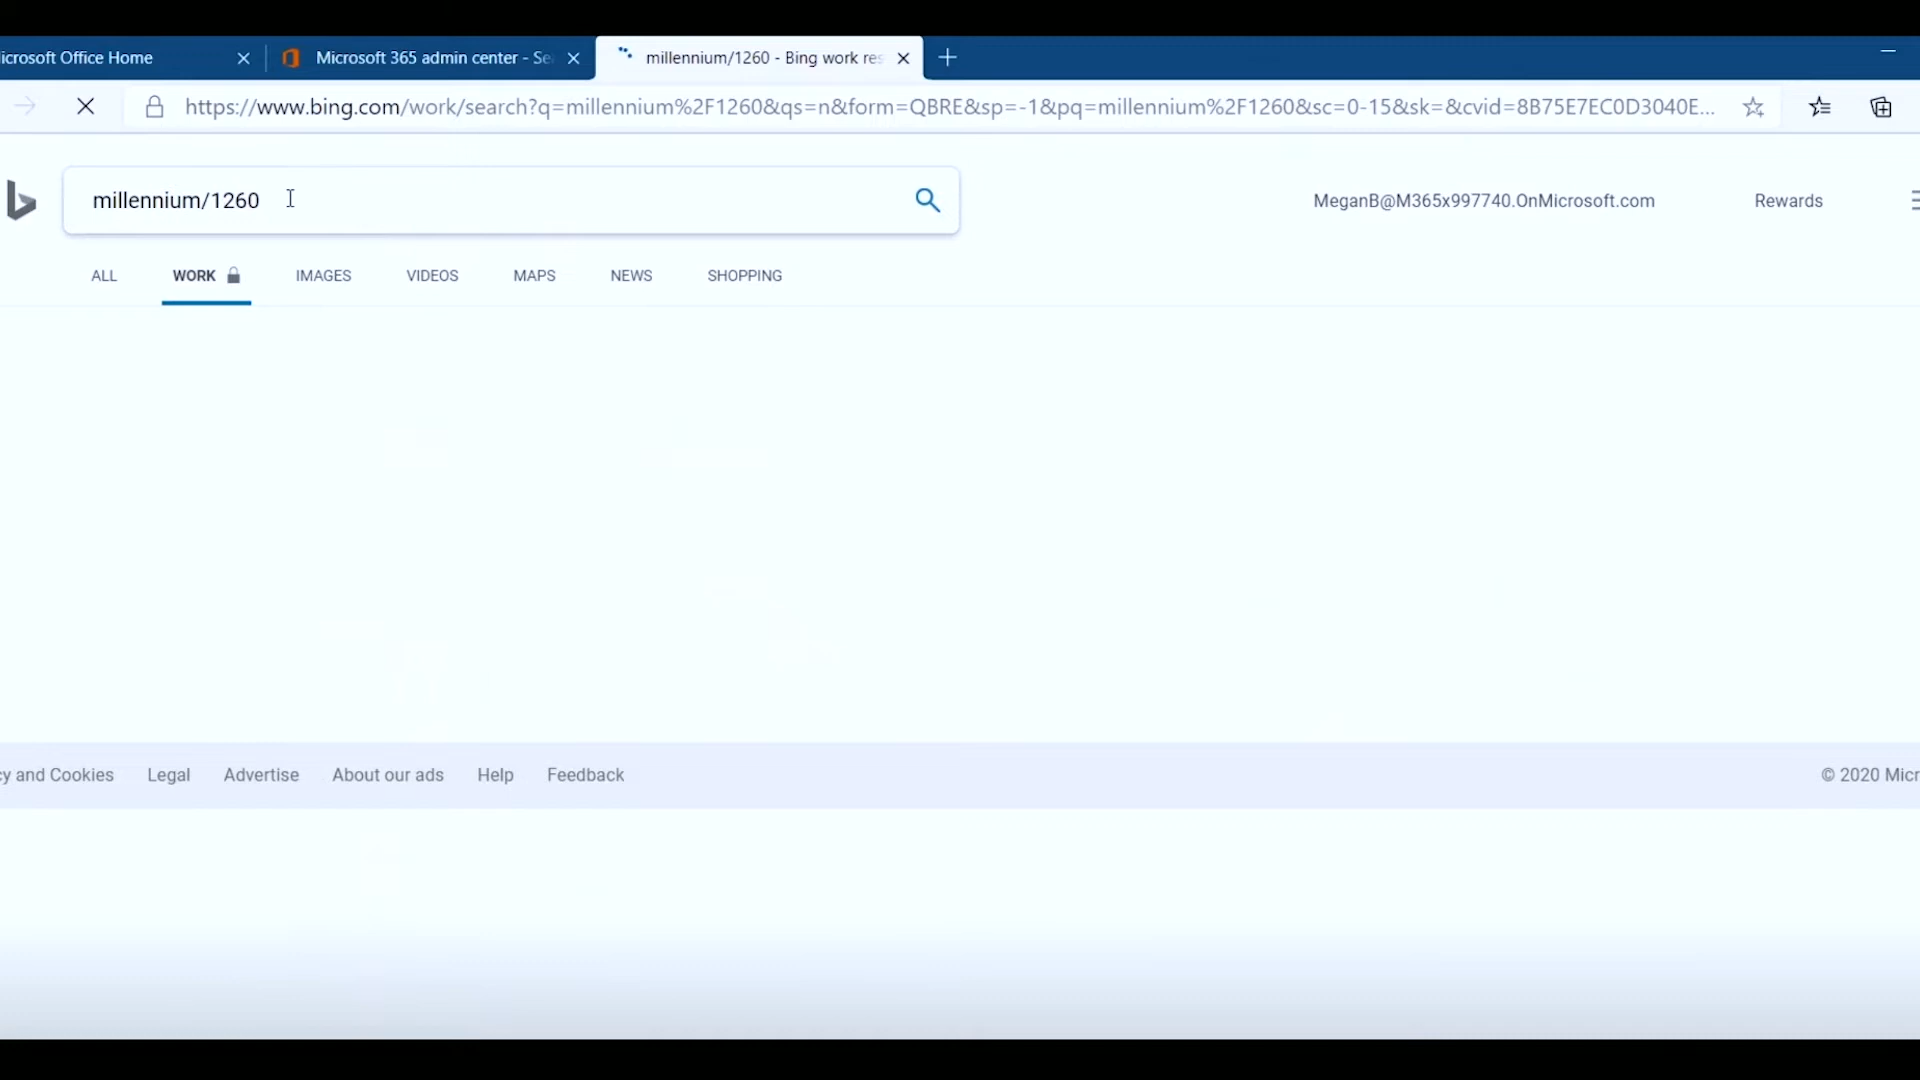 icrosoft Office Home
Microsoft 365 admin center - Se
millennium/1260 - Bing work res
https://www.bing.com/work/search?q=millennium%2F1260&qs=n&form=QBRE&sp=-1&pq=millennium%2F1260&sc=0-15&sk=&cvid=8B75E7EC0D3040E...
millennium/1260
MeganB@M365x997740.OnMicrosoft.com
Rewards
ALL
WORK
IMAGES
VIDEOS
MAPS
NEWS
SHOPPING
cy and Cookies
Legal
Advertise
About our ads
Help
Feedback
© 2020 Micr